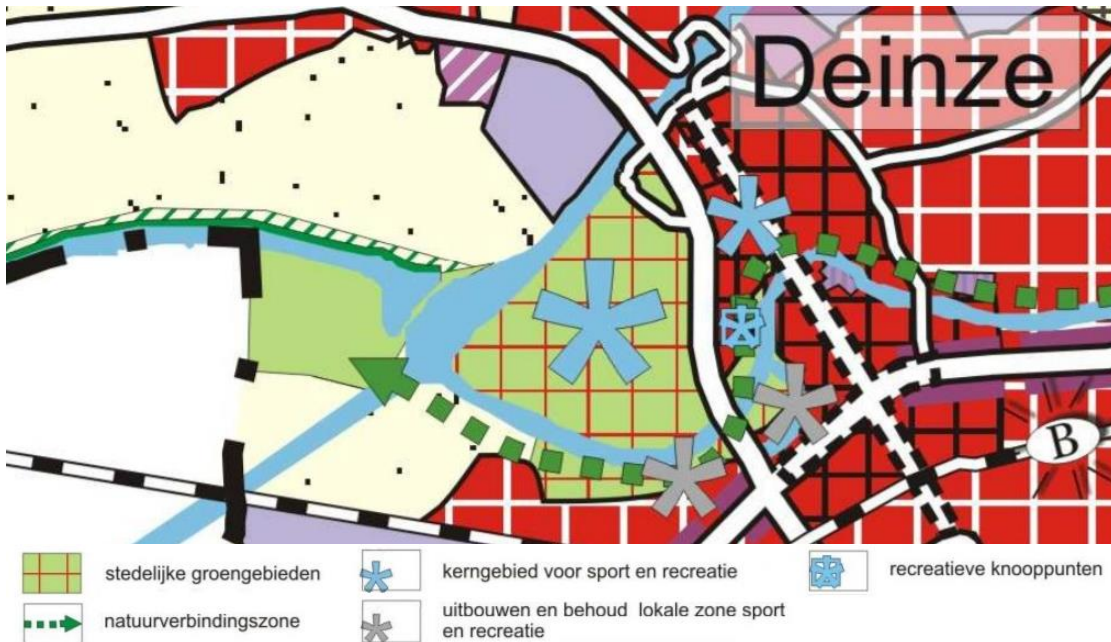 Deinze
B
stedelijke groengebieden
kerngebied voor sport en recreatie
recreatieve knooppunten
natuurverbindingszone
uitbouwen en behoud lokale zone sport
en recreatie